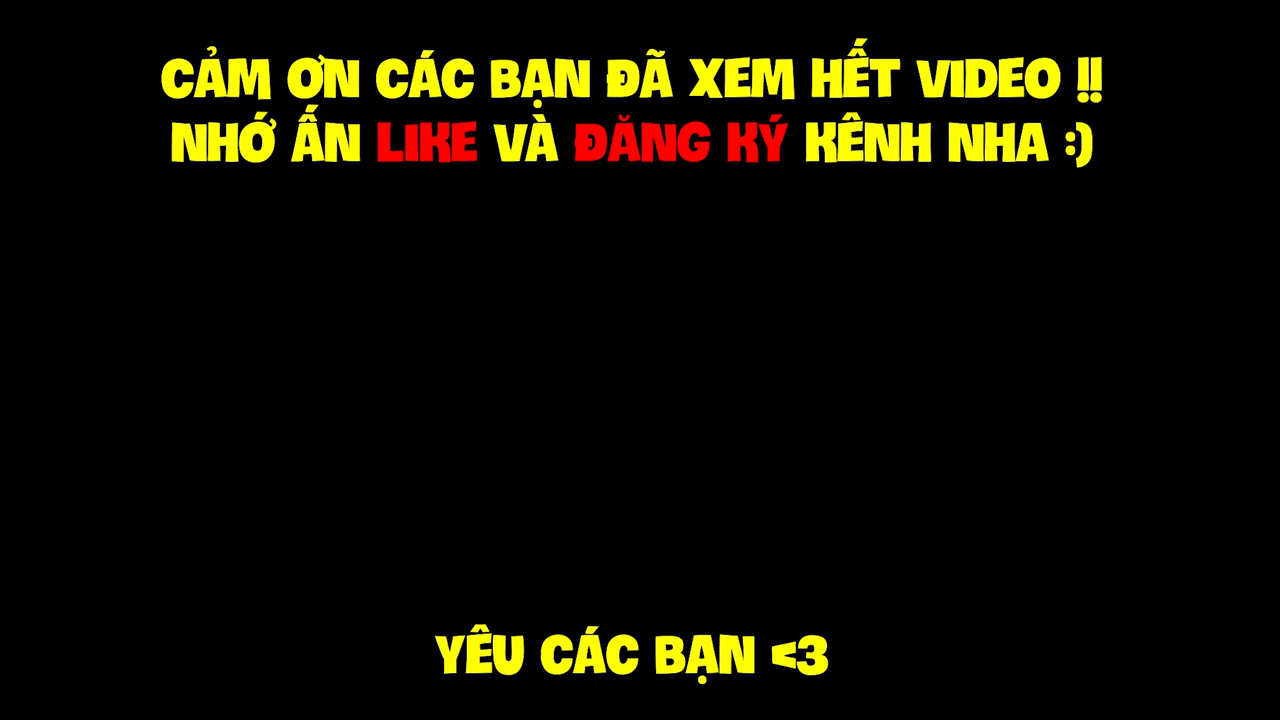 CẢM ƠN CÁC BẠN ĐÃ XEM HẾT VIDEO !!
NHỚ ẤN LIKE VÀ ĐĂNG KÝ KÊNH NHA :)
YÊU CÁC BẠN <3